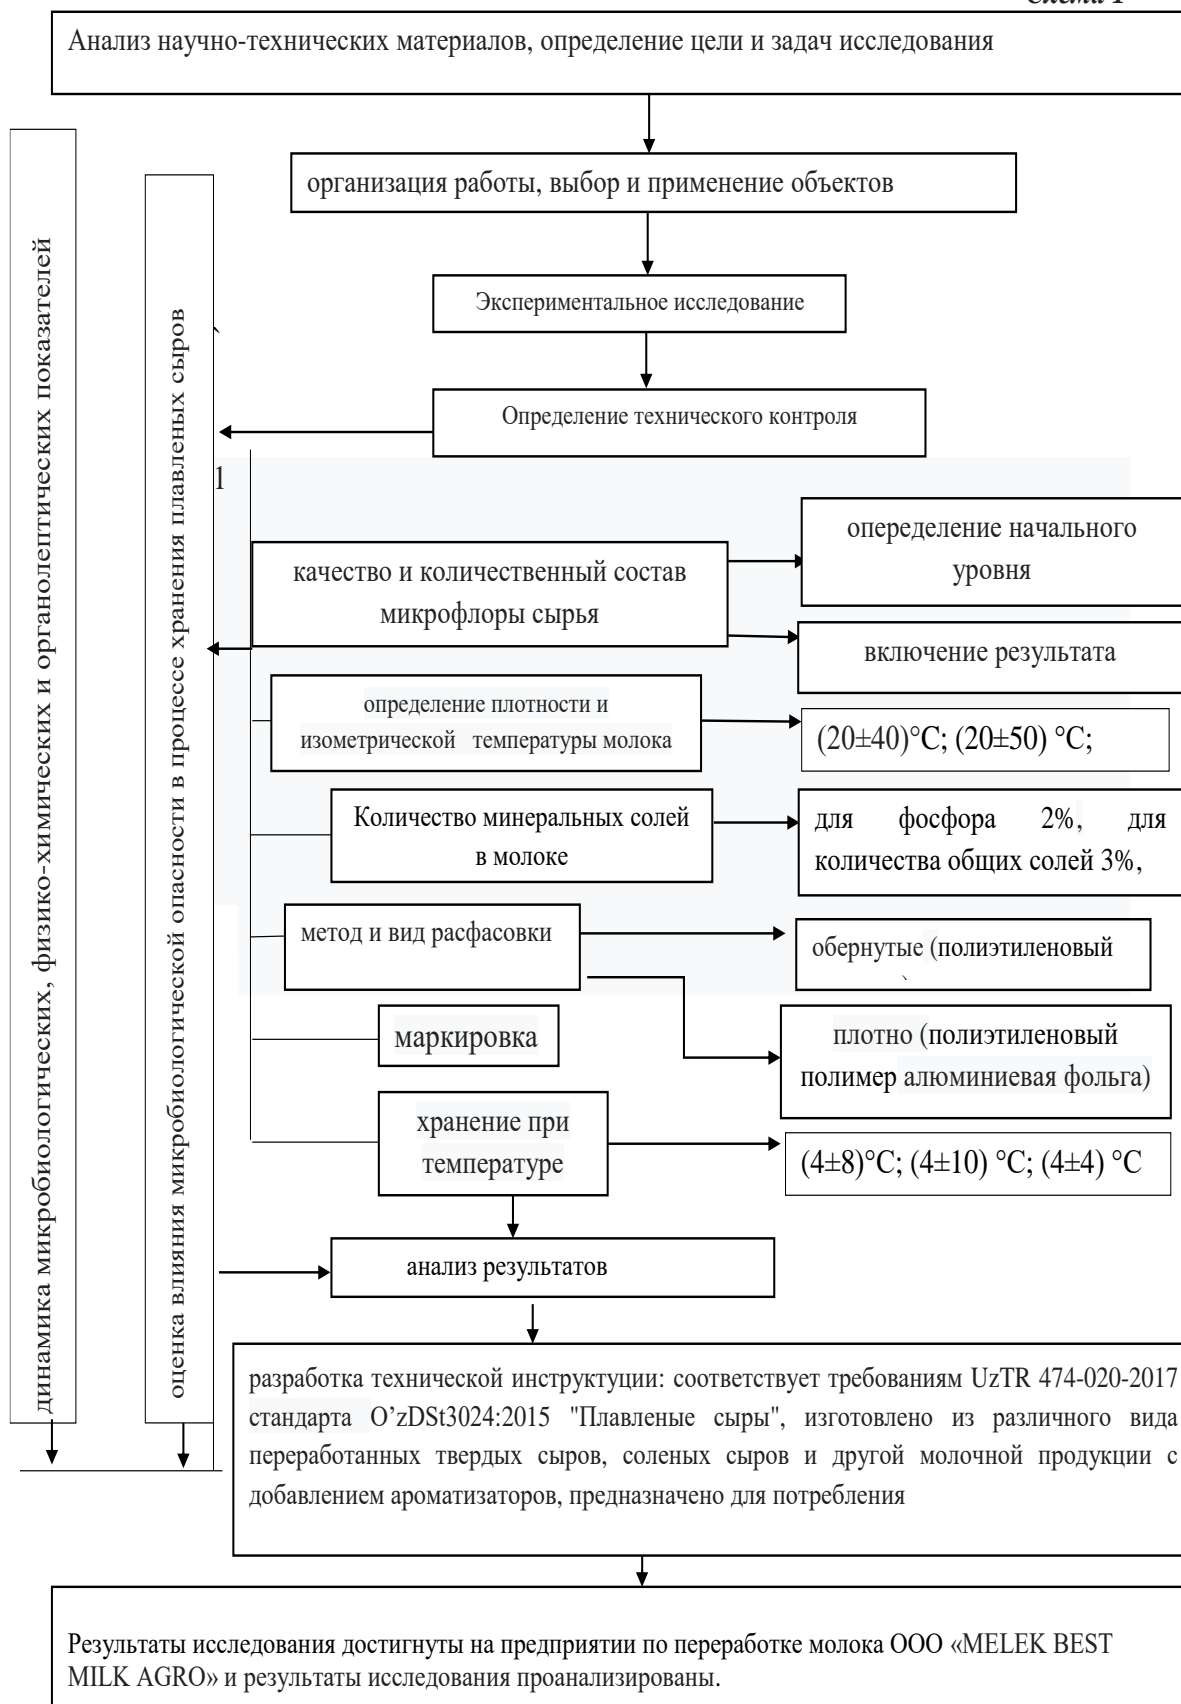 Схема 1
Анализ научно-технических материалов, определение цели и задач исследования
организация работы, выбор и применение объектов
Экспериментальное исследование
Определение технического контроля
динамика микробиологических, физико-химических и органолептических показателей
оценка влияния микробиологической опасности в процессе хранения плавленых сыров
1
качество и количественный состав
микрофлоры сырья
опеределение начального
уровня
включение результата
определение плотности и
изометрической температуры молока
(20±40)°C; (20±50) °C;
Количество минеральных солей
в молоке
для фосфора 2%, для
количества общих солей 3%,
метод и вид расфасовки
обернутые (полиэтиленовый
плотно (полиэтиленовый
полимер алюминиевая фольга)
маркировка
хранение при
температуре
(4±8)°C; (4±10) °C; (4±4) °C
анализ результатов
разработка технической инструктуции: соответствует требованиям UzTR 474-020-2017
стандарта O’zDSt3024:2015 "Плавленые сыры", изготовлено из различного вида
переработанных твердых сыров, соленых сыров и другой молочной продукции с
добавлением ароматизаторов, предназначено для потребления
Результаты исследования достигнуты на предприятии по переработке молока ООО «MELEK BEST
MILK AGRO» и результаты исследования проанализированы.